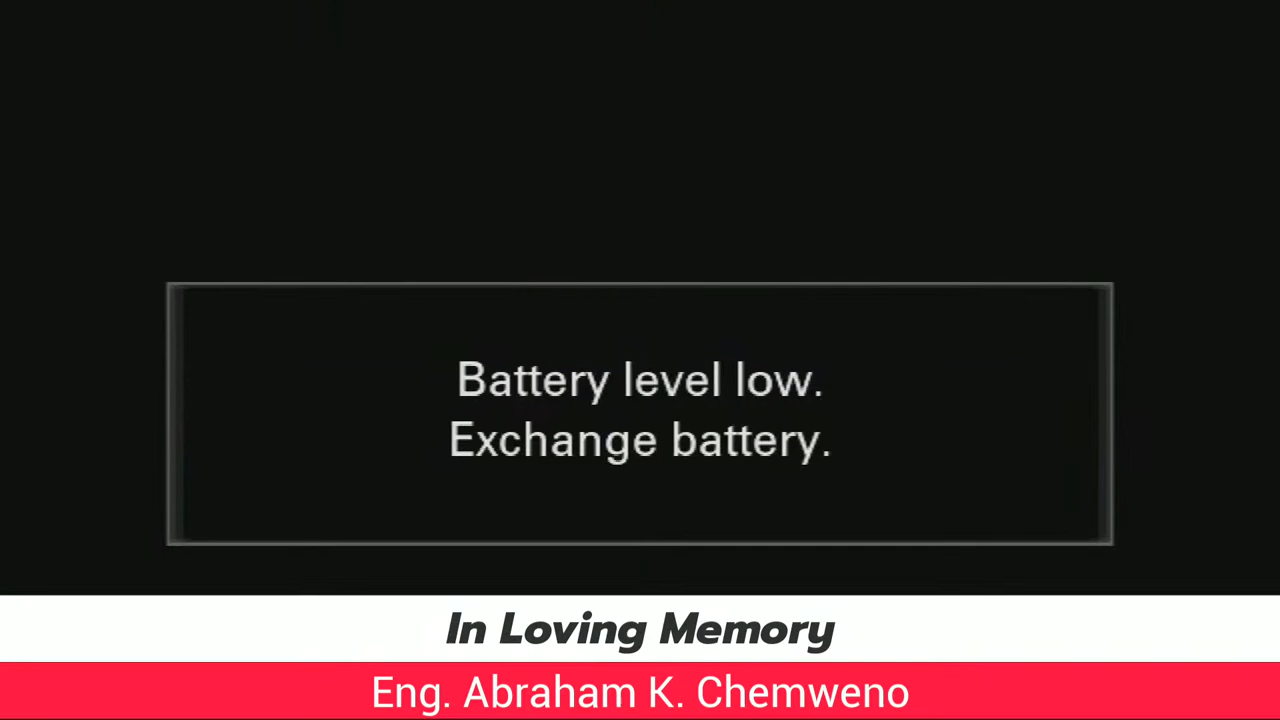 Battery level low.
Exchange battery.
In Loving Memory
Eng. Abraham K. Chemweno